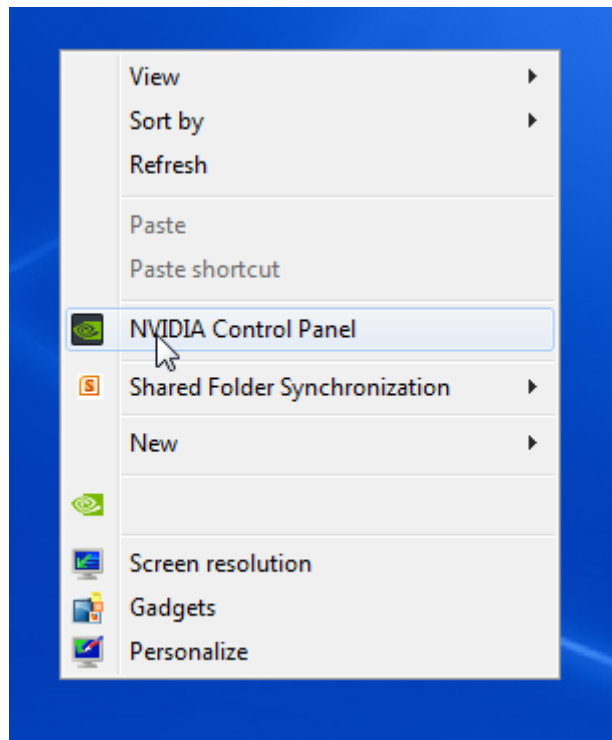 View
Sort by
Refresh
Paste
Paste shortcut
NVIDIA Control Panel
Shared Folder Synchronization
New
Screen resolution
Gadgets
Personalize